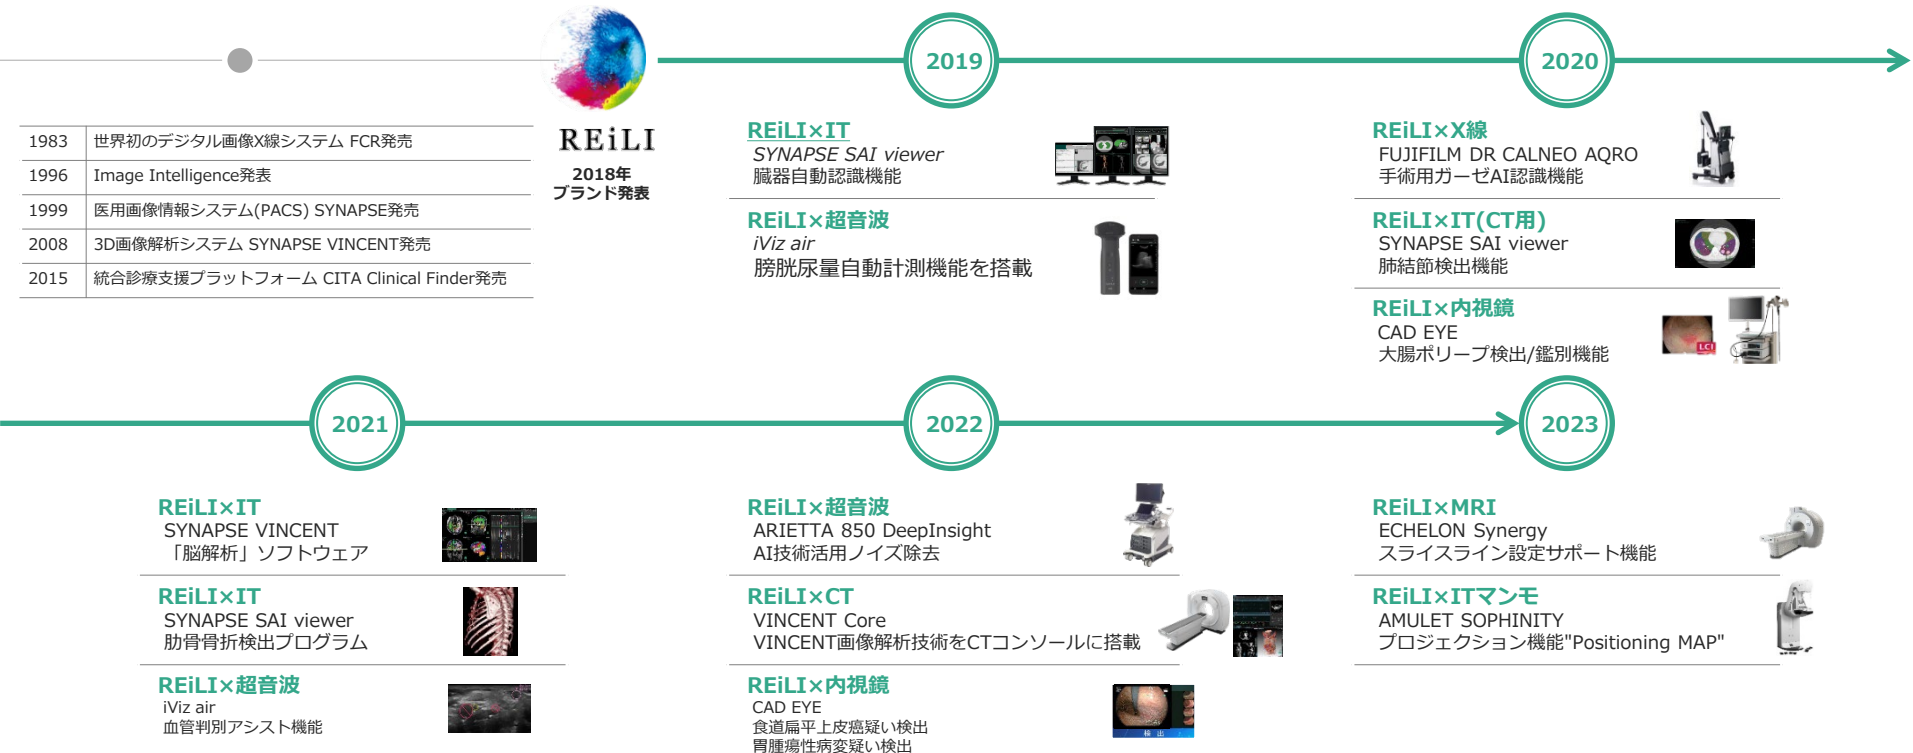 1983 世界初のデジタル画像X線システム FCR発売
1996 Image Intelligence発表
1999 医用画像情報システム(PACS) SYNAPSE発売
2008 3D画像解析システム SYNAPSE VINCENT発売
2015 統合診療支援プラットフォーム CITA Clinical Finder発売
REiLI
2018年
ブランド発表
2019
REiLI×IT
SYNAPSE SAI viewer
臓器自動認識機能
REiLI×超音波
iViz air
膀胱尿量自動計測機能を搭載
2020
REiLI×X線
FUJIFILM DR CALNEO AQRO
手術用ガーゼAI認識機能
REiLI×IT(CT用)
SYNAPSE SAI viewer
肺結節検出機能
REiLI×内視鏡
CAD EYE
大腸ポリープ検出/鑑別機能
LCI
2021
REiLI×IT
SYNAPSE VINCENT
「脳解析」ソフトウェア
REiLI×IT
SYNAPSE SAI viewer
肋骨骨折検出プログラム
REiLI×超音波
iViz air
血管判別アシスト機能
2022
REiLI×超音波
ARIETTA 850 DeepInsight
AI技術活用ノイズ除去
REiLI×CT
VINCENT Core
VINCENT画像解析技術をCTコンソールに搭載
REiLI×内視鏡
CAD EYE
食道扁平上皮癌疑い検出
胃腫瘍性病変疑い検出
検 出
2023
REiLI×MRI
ECHELON Synergy
スライスライン設定サポート機能
REiLI×ITマンモ
AMULET SOPHINITY
プロジェクション機能"Positioning MAP"